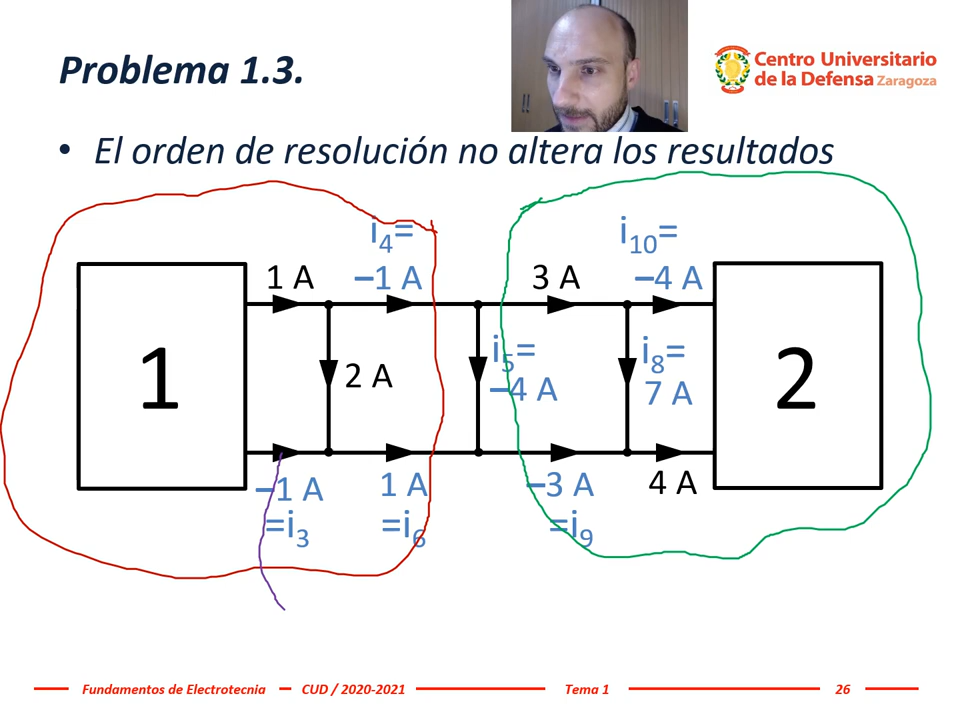 Problema 1.3.
Centro Universitario
de la Defensa Zaragoza
• El orden de resolución no altera los resultados
i4=
i10=
1 A
–1 A
3 A
–4 A
i5=
i8=
1
2 A
–4 A
7 A
2
–1 A
1 A
–3 A
4 A
=i3
=i6
=i9
Fundamentos de Electrotecnia – CUD / 2020-2021
Tema 1
26